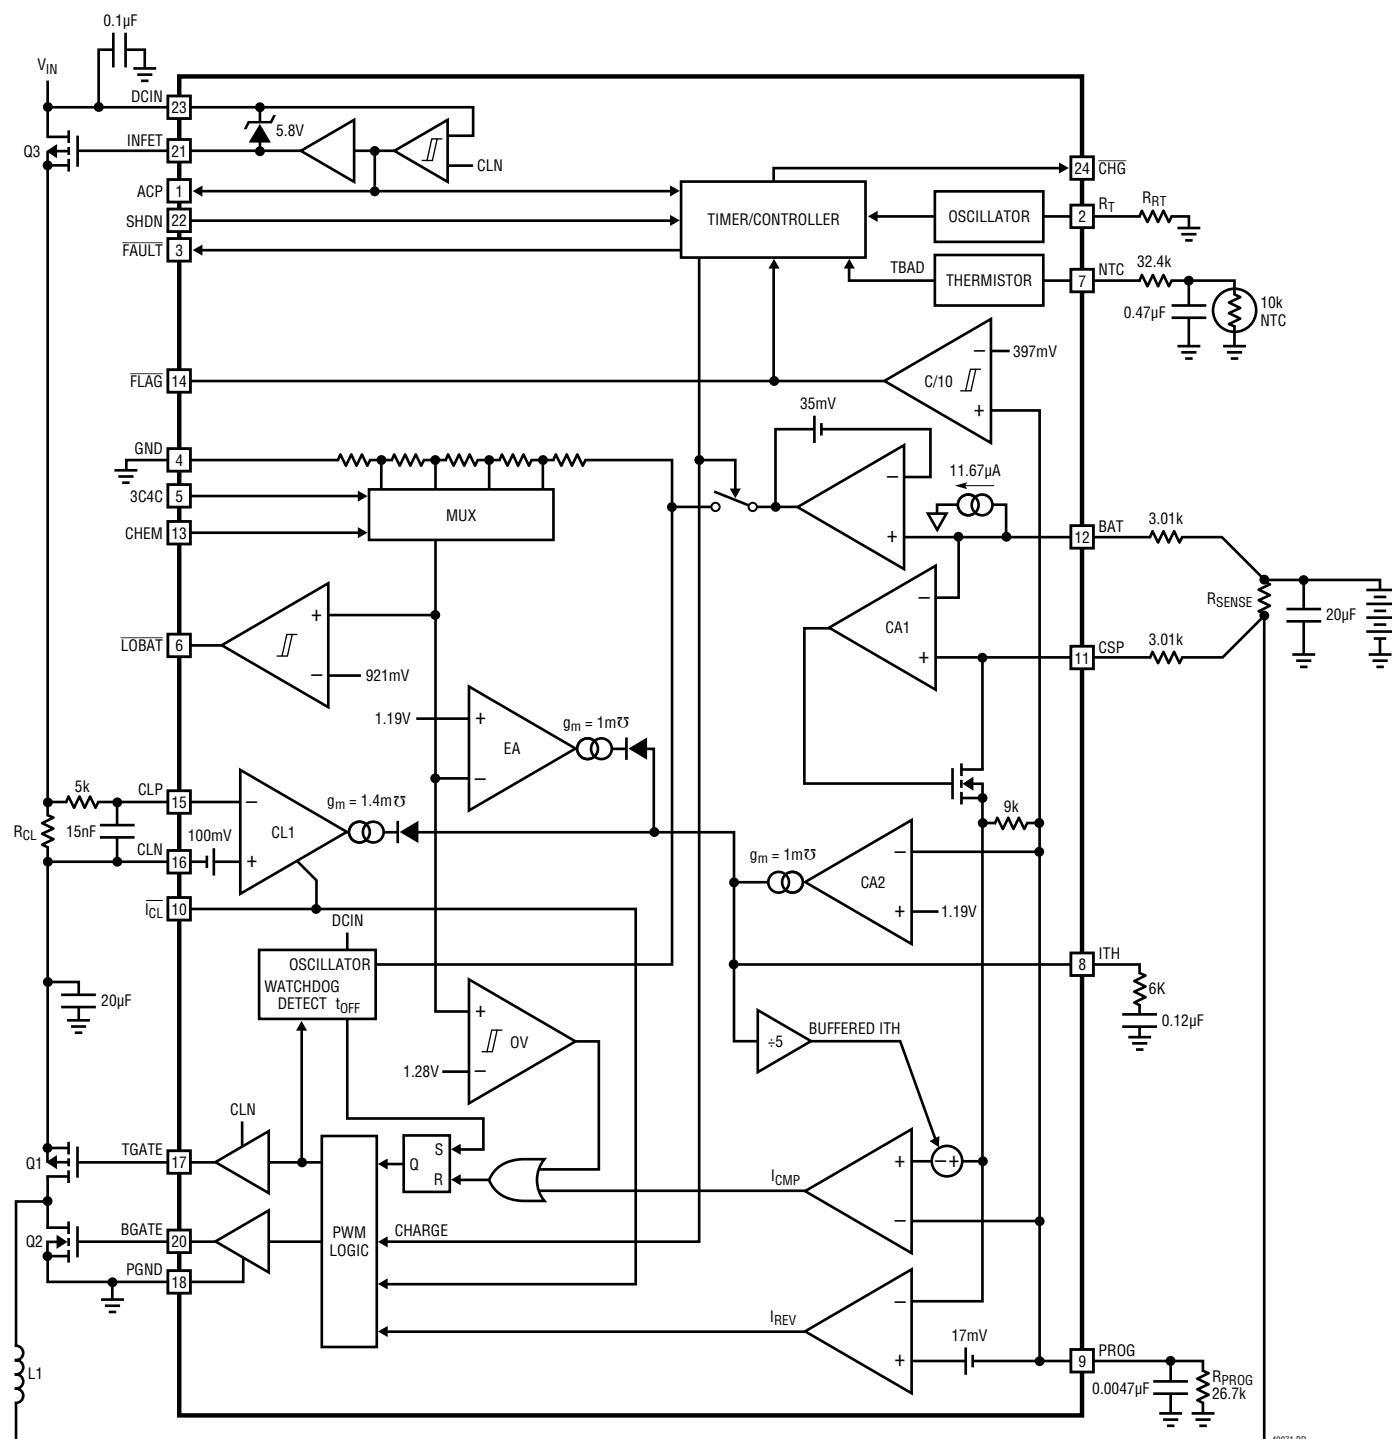 0.1µF
V_IN
DCIN
23
5.8V
INFET
21
Q3
CLN
ACP
1
SHDN
22
FAULT
3
TIMER/CONTROLLER
24
CHG
OSCILLATOR
2
R_T
R_RT
TBAD
THERMISTOR
7
NTC
32.4k
0.47µF
10k
NTC
397mV
C/10
FLAG
14
35mV
GND
4
3C4C
5
CHEM
13
MUX
11.67µA
12
BAT
3.01k
R_SENSE
20µF
CA1
11
CSP
3.01k
LOBAT
6
921mV
1.19V
EA
g_m = 1m℧
5k
CLP
15
R_CL
15nF
CLN
16
100mV
CL1
g_m = 1.4m℧
9k
g_m = 1m℧
CA2
1.19V
I_CL
10
DCIN
OSCILLATOR
WATCHDOG
DETECT t_OFF
20µF
8
ITH
6K
0.12µF
OV
1.28V
÷5
BUFFERED ITH
CLN
TGATE
17
Q1
S
Q
R
I_CMP
BGATE
20
Q2
PWM
LOGIC
CHARGE
PGND
18
I_REV
17mV
9
PROG
0.0047µF
R_PROG
26.7k
L1